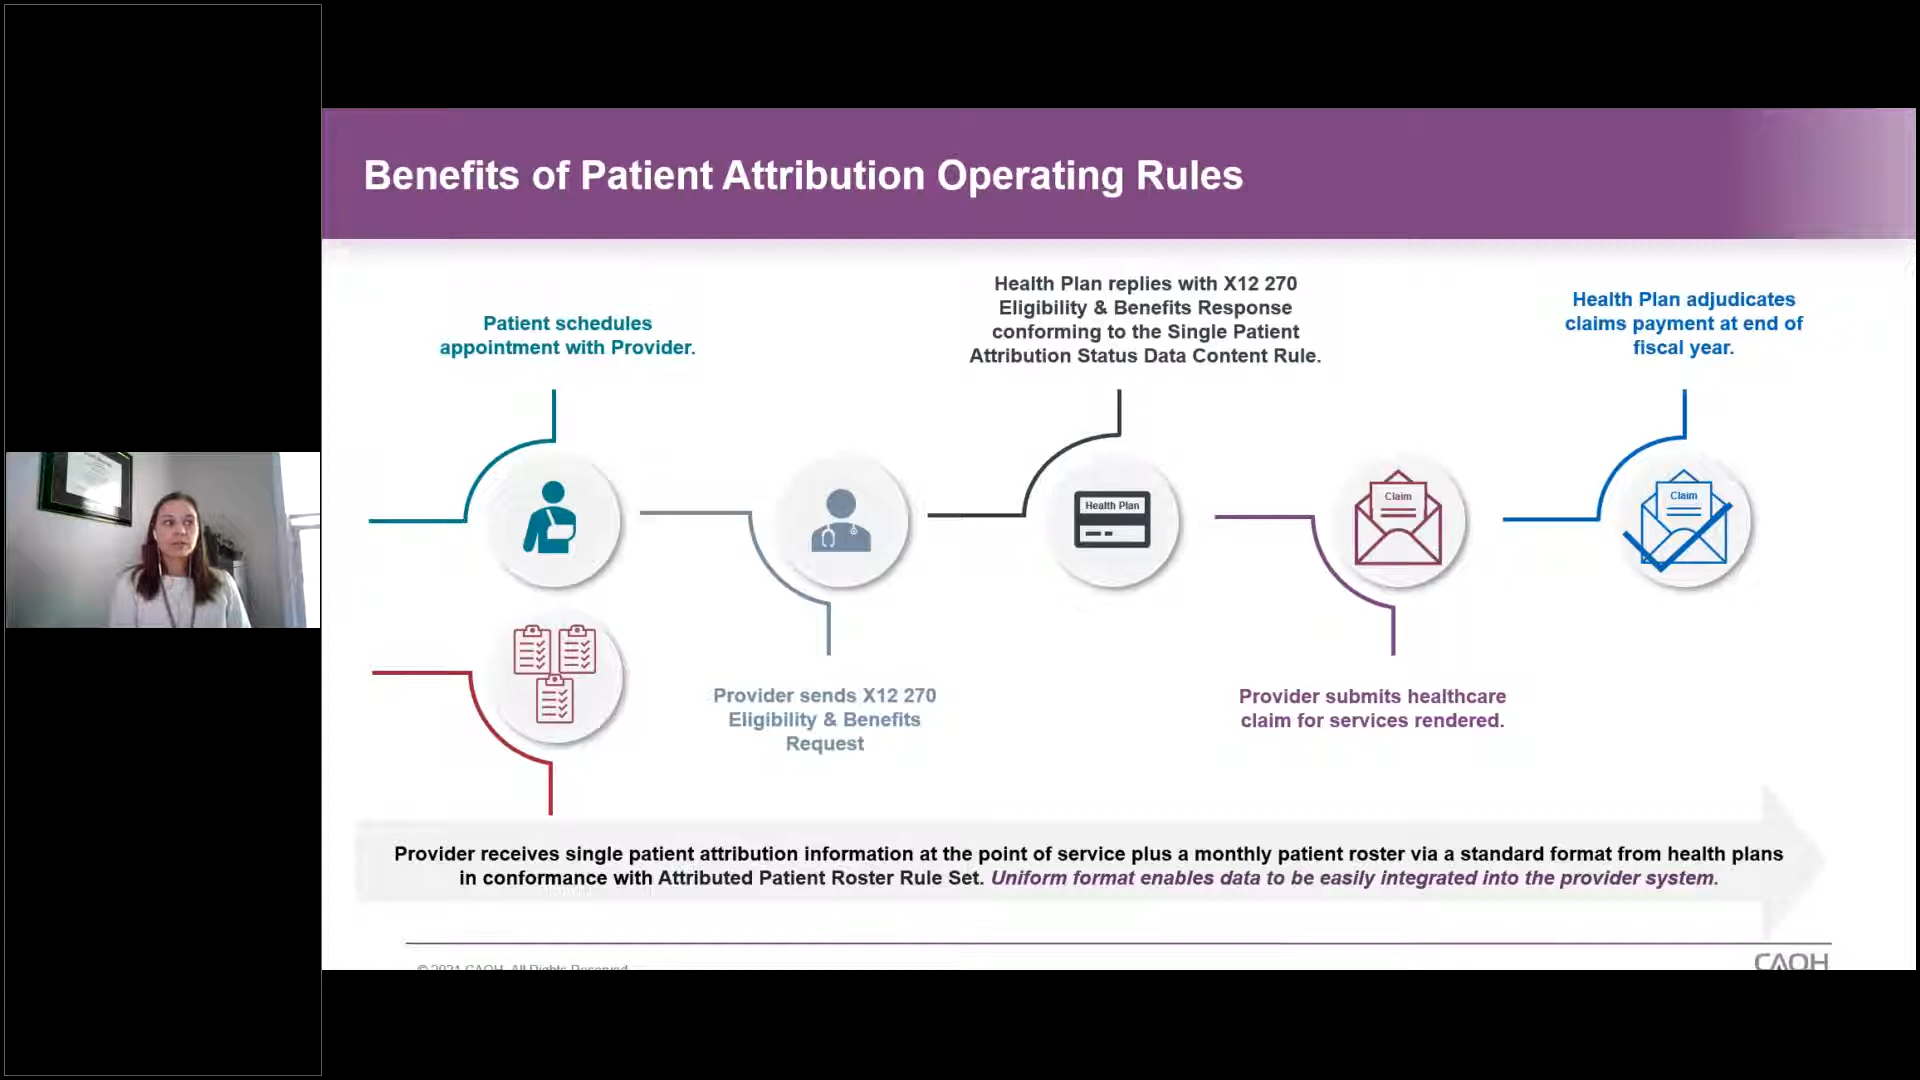 Benefits of Patient Attribution Operating Rules
Patient schedules
appointment with Provider.
Health Plan replies with X12 270
Eligibility & Benefits Response
conforming to the Single Patient
Attribution Status Data Content Rule.
Health Plan adjudicates
claims payment at end of
fiscal year.
Health Plan
Claim
Claim
Provider sends X12 270
Eligibility & Benefits
Request
Provider submits healthcare
claim for services rendered.
Provider receives single patient attribution information at the point of service plus a monthly patient roster via a standard format from health plans
in conformance with Attributed Patient Roster Rule Set. Uniform format enables data to be easily integrated into the provider system.
© 2021 CAQH, All Rights Reserved
CAQH